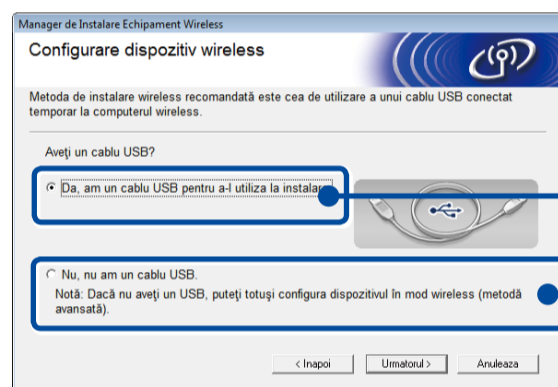 Manager de Instalare Echipament Wireless
Configurare dispozitiv wireless
Metoda de instalare wireless recomandată este cea de utilizare a unui cablu USB conectat
temporar la computerul wireless.
Aveţi un cablu USB?
Da, am un cablu USB pentru a-l utiliza la instalare
Nu, nu am un cablu USB.
Notă: Dacă nu aveţi un USB, puteţi totuşi configura dispozitivul în mod wireless (metodă
avansată).
< Inapoi Urmatorul > Anuleaza